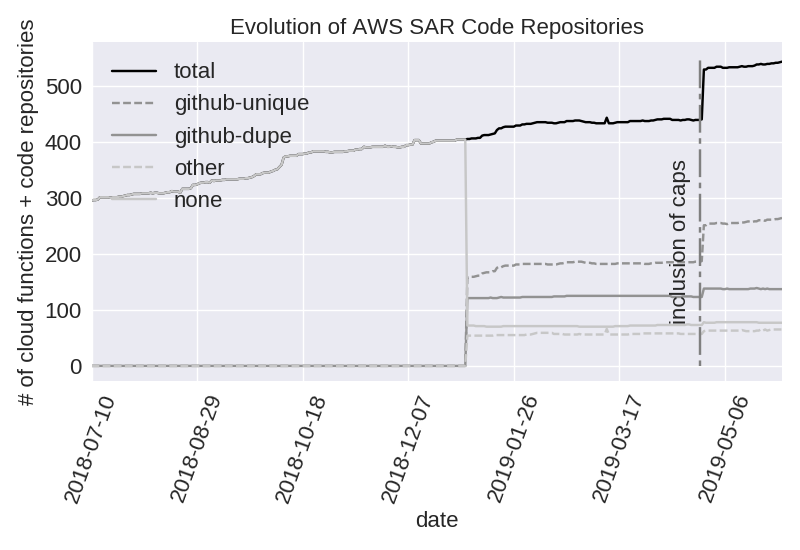 Evolution of AWS SAR Code Repositories
# of cloud functions + code repositories
500
400
300
200
100
0
total
github-unique
github-dupe
other
none
inclusion of caps
2018-07-10
2018-08-29
2018-10-18
2018-12-07
2019-01-26
2019-03-17
2019-05-06
date